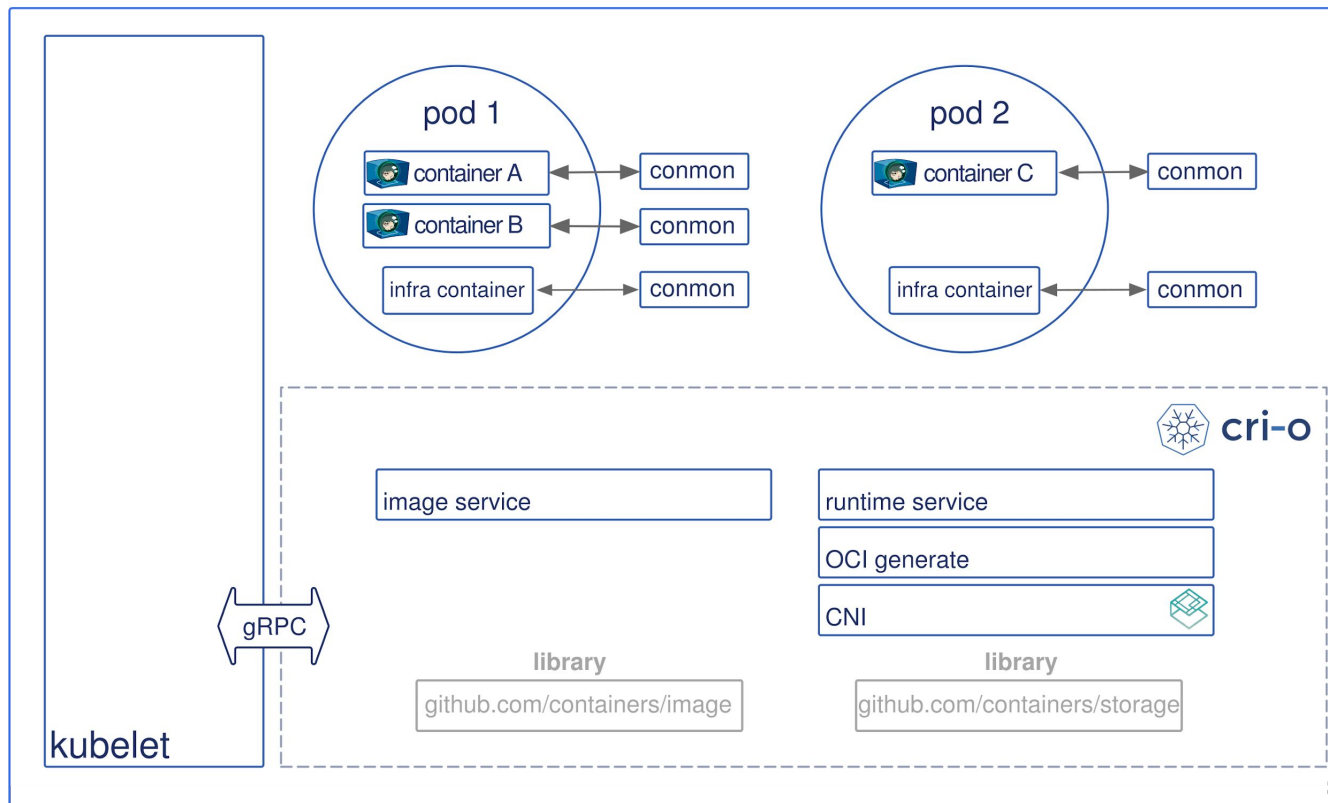 pod 1
container A
conmon
container B
conmon
infra container
conmon
pod 2
container C
conmon
infra container
conmon
cri-o
image service
runtime service
OCI generate
CNI
gRPC
library
github.com/containers/image
library
github.com/containers/storage
kubelet